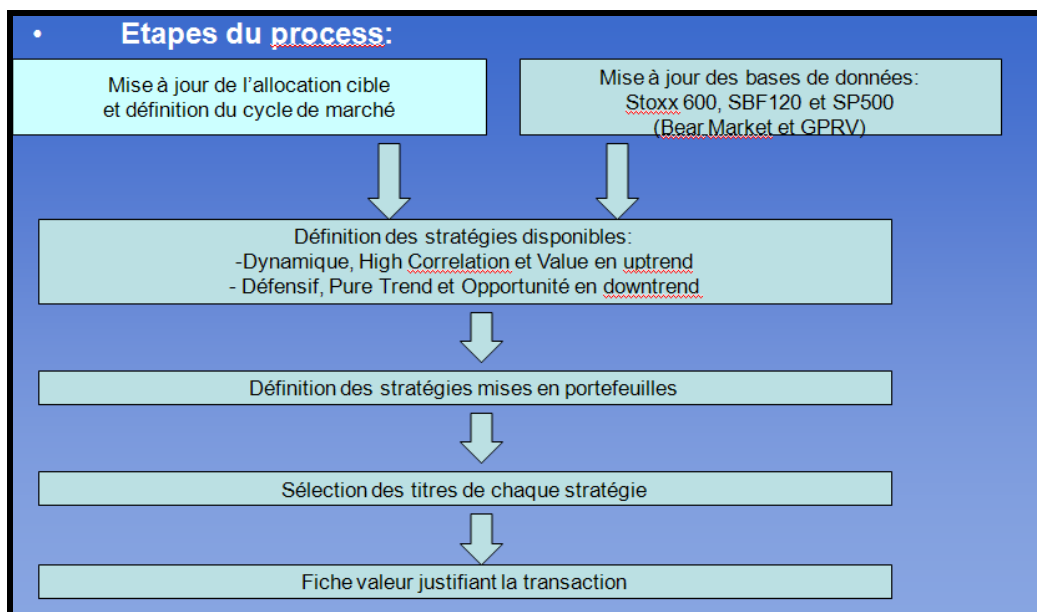 • Etapes du process:
Mise à jour de l'allocation cible
et définition du cycle de marché
Mise à jour des bases de données:
Stoxx 600, SBF120 et SP500
(Bear Market et GPRV)
Définition des stratégies disponibles:
-Dynamique, High Correlation et Value en uptrend
- Défensif, Pure Trend et Opportunité en downtrend
Définition des stratégies mises en portefeuilles
Sélection des titres de chaque stratégie
Fiche valeur justifiant la transaction